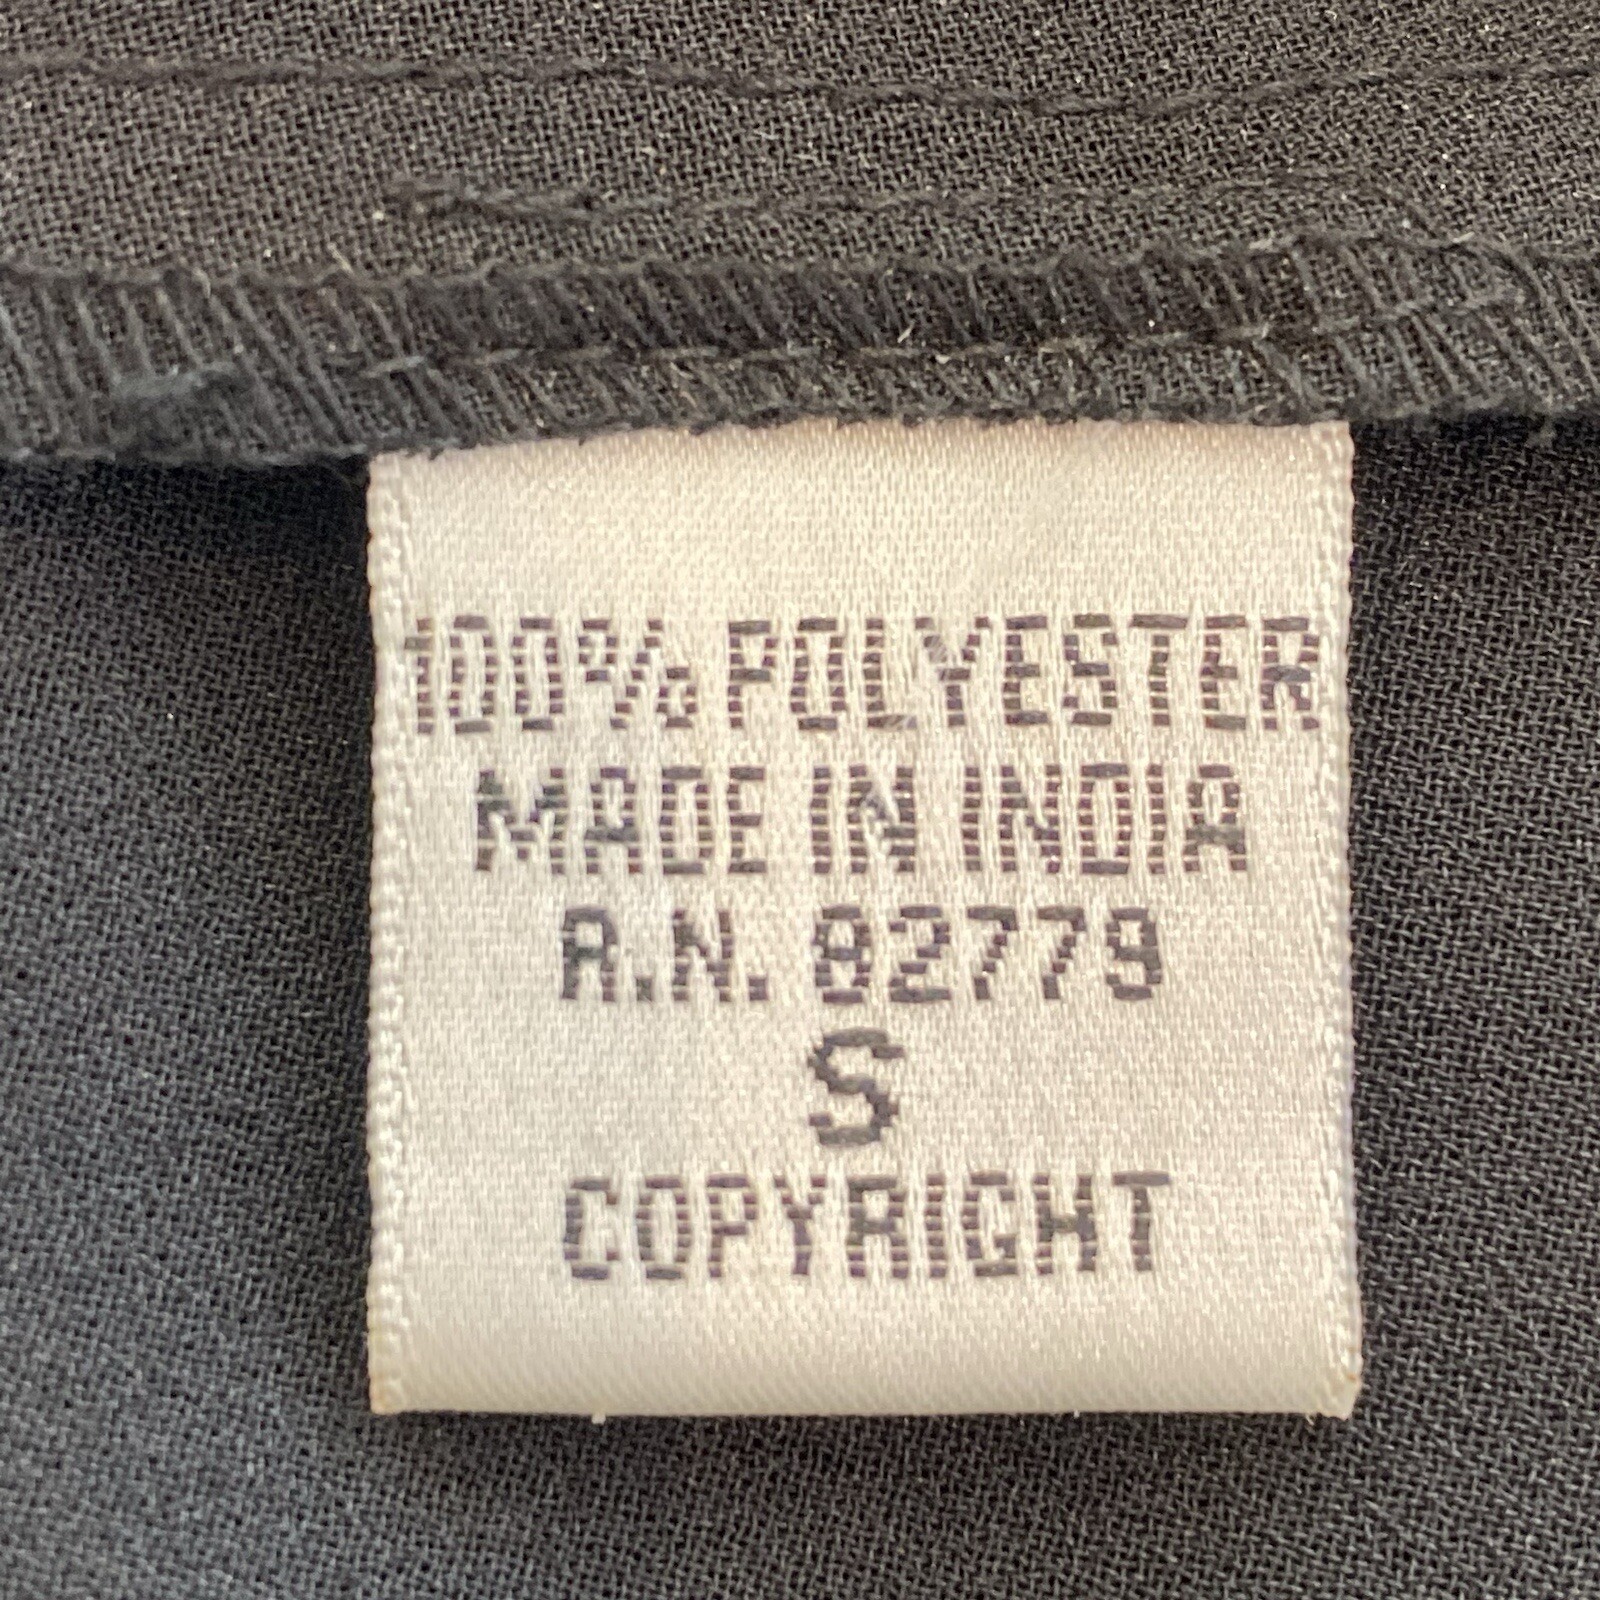 100% POLYESTER
MADE IN INDIA
R.N. 82779
S
COPYRIGHT